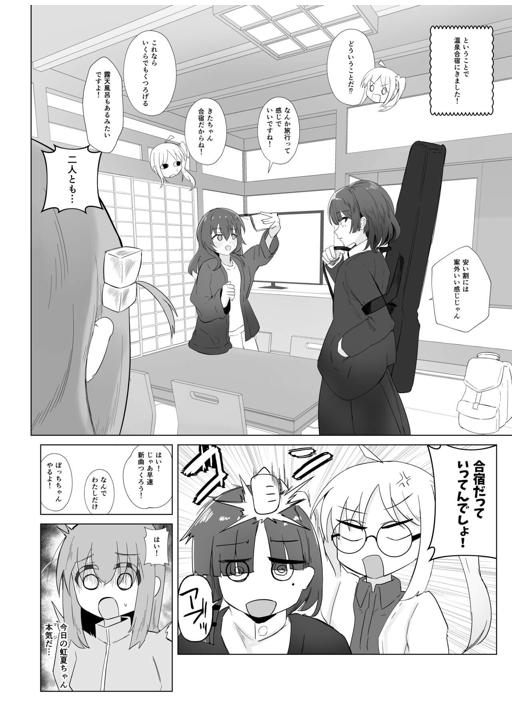 ということで
温泉合宿にきました！
どういうことだ!?
なんか旅行って
感じで
いいですね！
きたちゃん
合宿だからね！
これなら
いくらでもくつろげる
露天風呂もあるみたい
ですよ！
二人とも…
安い割には
案外いい感じじゃん
合宿だって
いってんでしょ！
はい！
じゃあ早速
新曲つくろう！
なんで
わたしだけ
ぼっちちゃん
やるよ！
はい！
今日の虹夏ちゃん
本気だ…